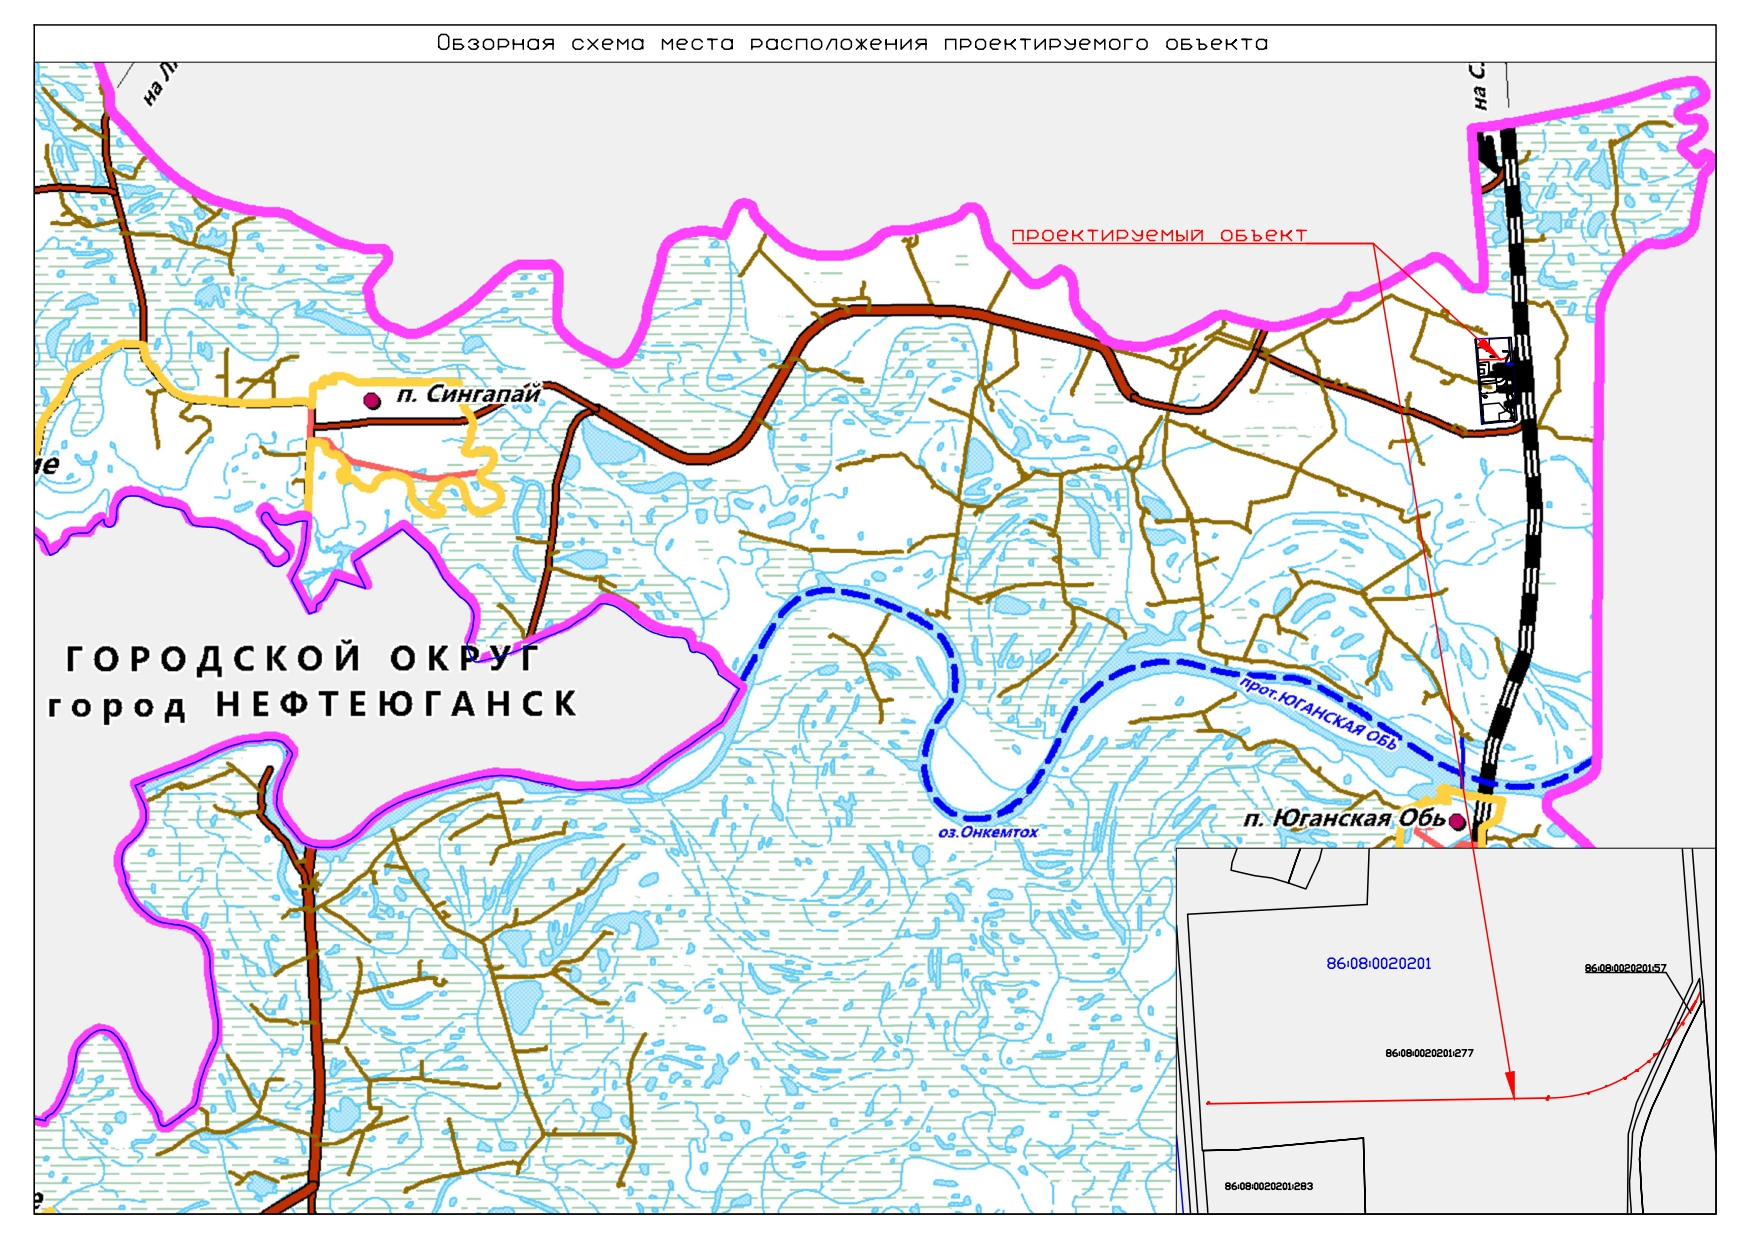 Обзорная схема места расположения проектируемого объекта
на Л
на С.
проектируемый объект
п. Сингапай
ие
ГОРОДСКОЙ ОКРУГ
город НЕФТЕЮГАНСК
прот.ЮГАНСКАЯ ОБЬ
оз.Онкемтох
п. Юганская Обь
86:08:0020201
86:08:0020201:57
86:08:0020201:277
86:08:0020201:283
е